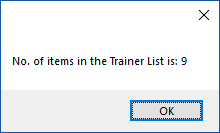 No. of items in the Trainer List is: 9
OK